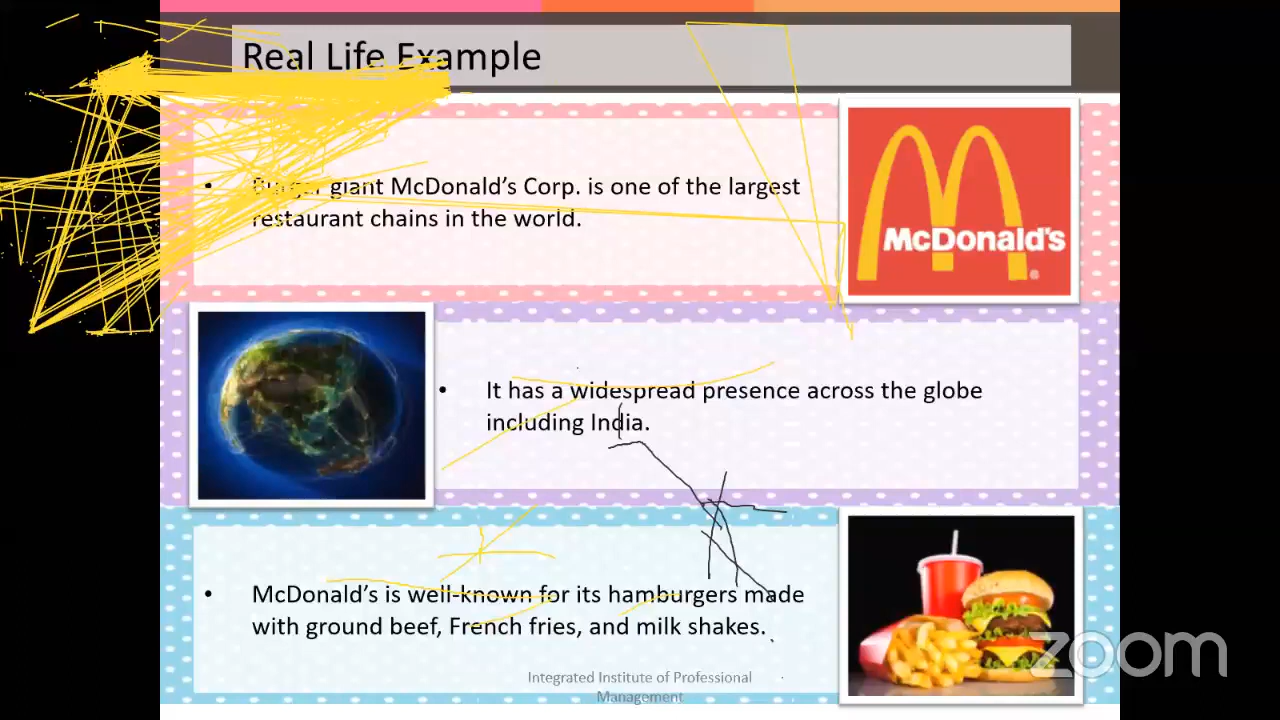 Real Life Example
• Burger giant McDonald's Corp. is one of the largest
restaurant chains in the world.
McDonald's
• It has a widespread presence across the globe
including India.
• McDonald's is well-known for its hamburgers made
with ground beef, French fries, and milk shakes.
Integrated Institute of Professional
Management
zoom